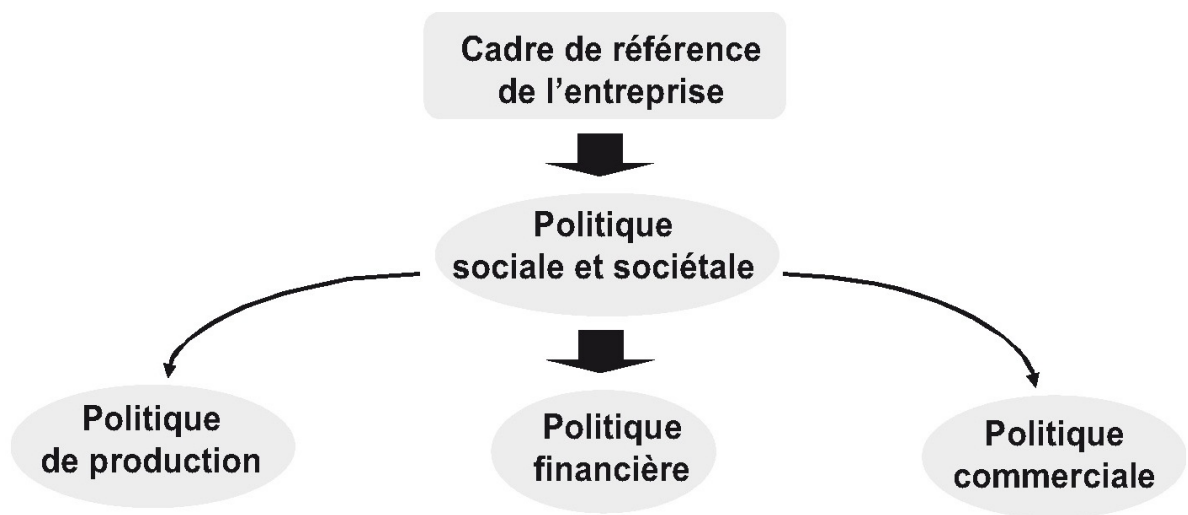 Cadre de référence
de l'entreprise
Politique
sociale et sociétale
Politique
de production
Politique
financière
Politique
commerciale